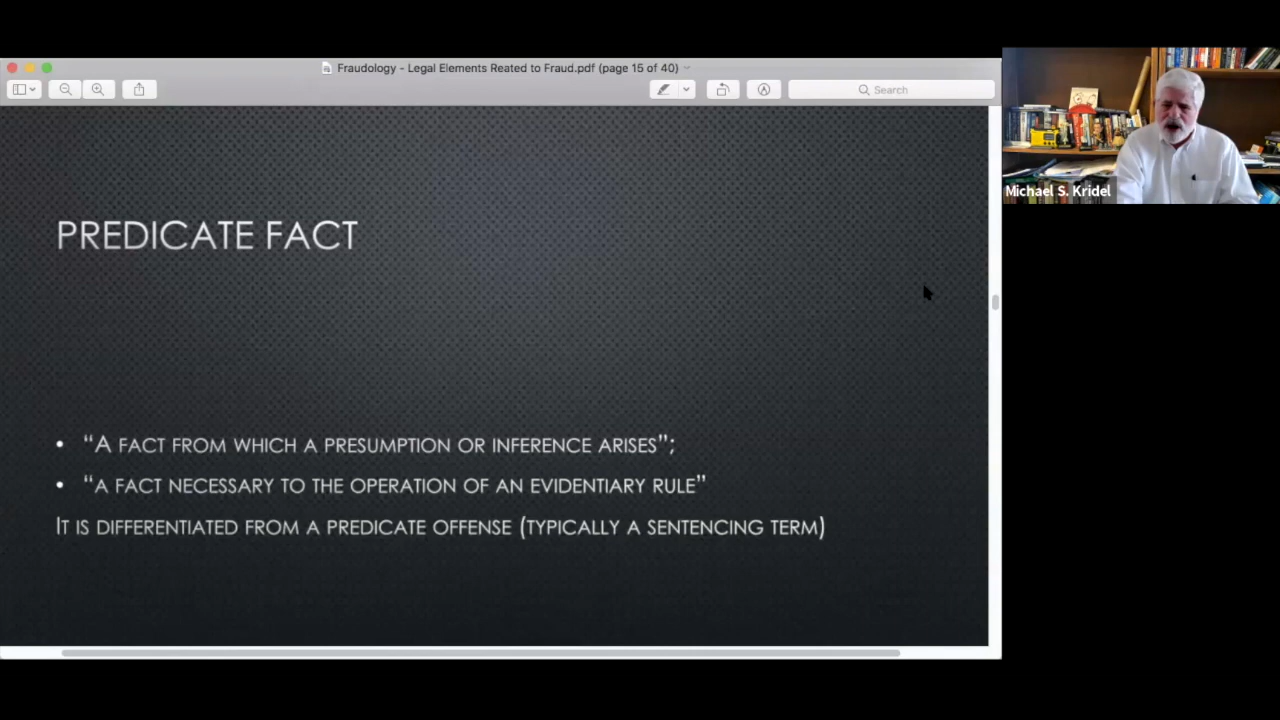 Fraudology - Legal Elements Reated to Fraud.pdf (page 15 of 40)
Search
PREDICATE FACT
• “A FACT FROM WHICH A PRESUMPTION OR INFERENCE ARISES”;
• “A FACT NECESSARY TO THE OPERATION OF AN EVIDENTIARY RULE”
IT IS DIFFERENTIATED FROM A PREDICATE OFFENSE (TYPICALLY A SENTENCING TERM)
Michael S. Kridel